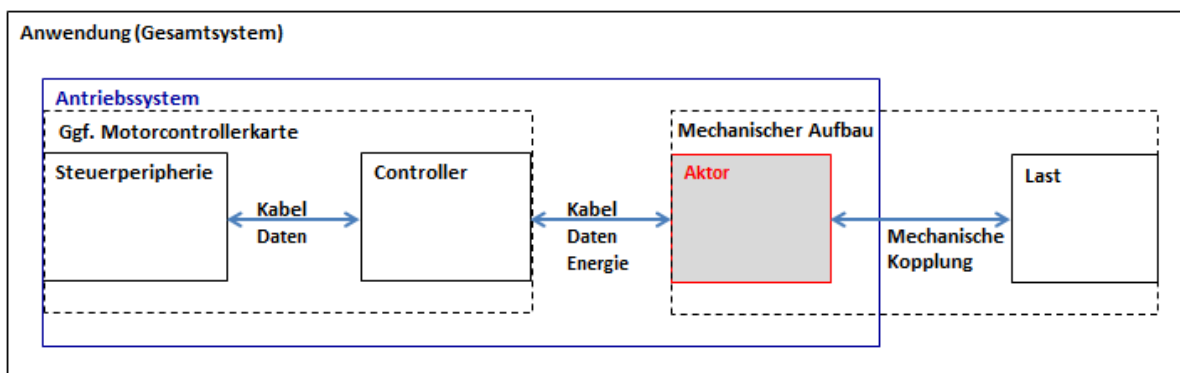 Anwendung (Gesamtsystem)
Antriebssystem
Ggf. Motorcontrollerkarte
Mechanischer Aufbau
Steuerperipherie
Controller
Aktor
Last
Kabel
Daten
Kabel
Daten
Energie
Mechanische
Kopplung